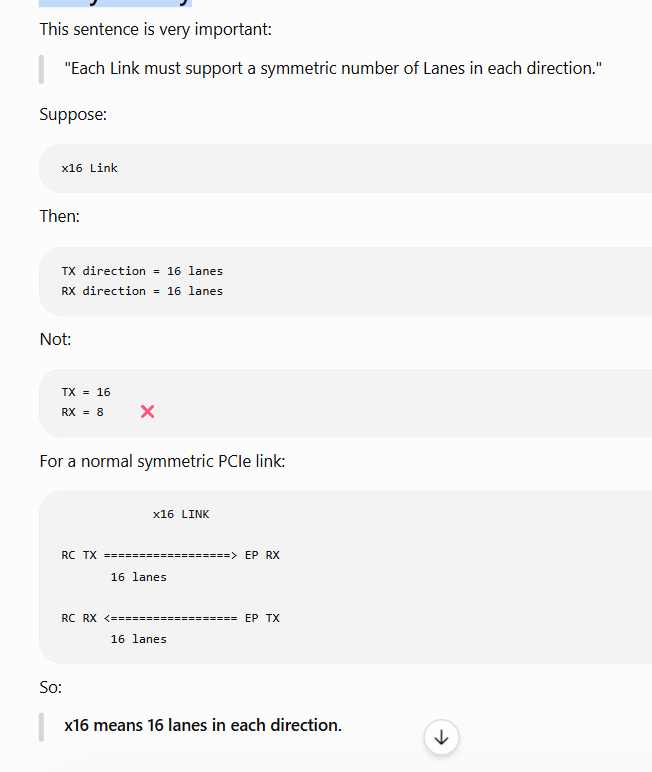 This sentence is very important:
"Each Link must support a symmetric number of Lanes in each direction."
Suppose:
x16 Link
Then:
TX direction = 16 lanes
RX direction = 16 lanes
Not:
TX = 16
RX = 8 ❌
For a normal symmetric PCIe link:
x16 LINK
RC TX ==================> EP RX
16 lanes
RC RX <================== EP TX
16 lanes
So:
x16 means 16 lanes in each direction.